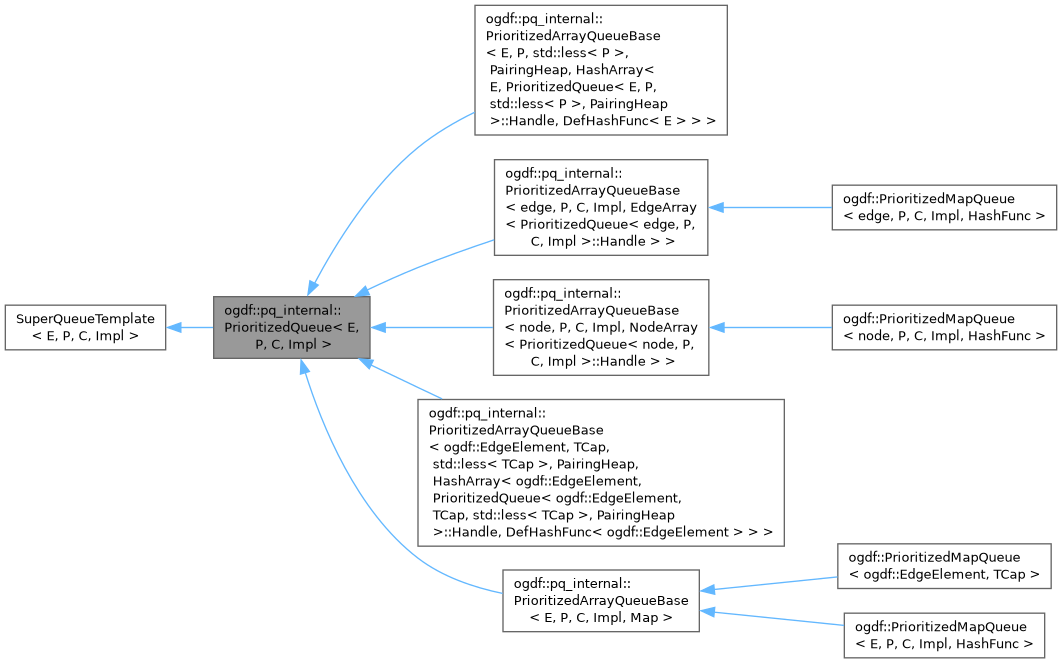 ogdf::pq_internal::
PrioritizedArrayQueueBase
< E, P, std::less< P >,
PairingHeap, HashArray<
E, PrioritizedQueue< E, P,
std::less< P >, PairingHeap
>::Handle, DefHashFunc< E > > >
ogdf::pq_internal::
PrioritizedArrayQueueBase
< edge, P, C, Impl, EdgeArray
< PrioritizedQueue< edge, P,
C, Impl >::Handle > >
ogdf::PrioritizedMapQueue
< edge, P, C, Impl, HashFunc >
SuperQueueTemplate
< E, P, C, Impl >
ogdf::pq_internal::
PrioritizedQueue< E,
P, C, Impl >
ogdf::pq_internal::
PrioritizedArrayQueueBase
< node, P, C, Impl, NodeArray
< PrioritizedQueue< node, P,
C, Impl >::Handle > >
ogdf::PrioritizedMapQueue
< node, P, C, Impl, HashFunc >
ogdf::pq_internal::
PrioritizedArrayQueueBase
< ogdf::EdgeElement, TCap,
std::less< TCap >, PairingHeap,
HashArray< ogdf::EdgeElement,
PrioritizedQueue< ogdf::EdgeElement,
TCap, std::less< TCap >, PairingHeap
>::Handle, DefHashFunc< ogdf::EdgeElement > > >
ogdf::pq_internal::
PrioritizedArrayQueueBase
< E, P, C, Impl, Map >
ogdf::PrioritizedMapQueue
< ogdf::EdgeElement, TCap >
ogdf::PrioritizedMapQueue
< E, P, C, Impl, HashFunc >